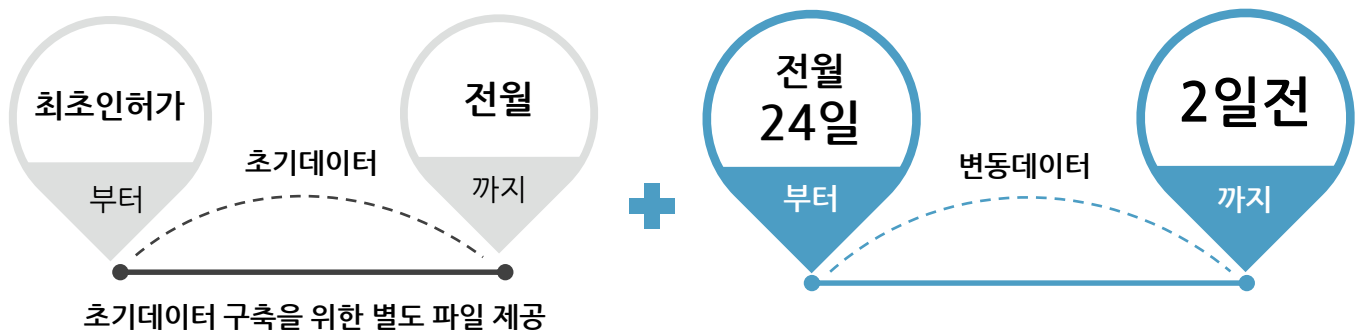 최초인허가
부터
초기데이터
전월
까지
초기데이터 구축을 위한 별도 파일 제공
전월
24일
부터
변동데이터
2일전
까지